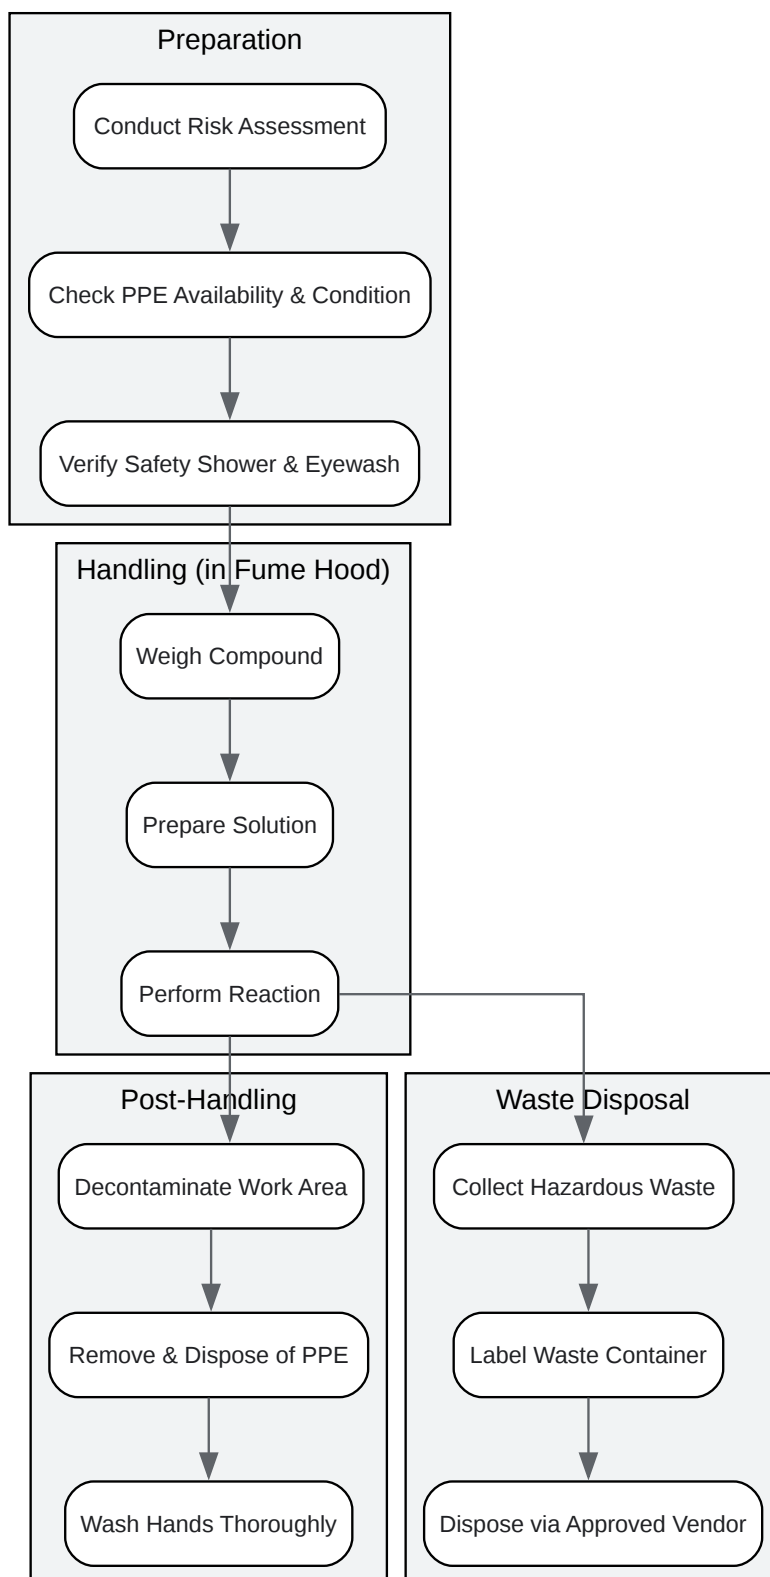 Preparation
Conduct Risk Assessment
Check PPE Availability & Condition
Verify Safety Shower & Eyewash
Handling (in Fume Hood)
Weigh Compound
Prepare Solution
Perform Reaction
Post-Handling
Decontaminate Work Area
Remove & Dispose of PPE
Wash Hands Thoroughly
Waste Disposal
Collect Hazardous Waste
Label Waste Container
Dispose via Approved Vendor